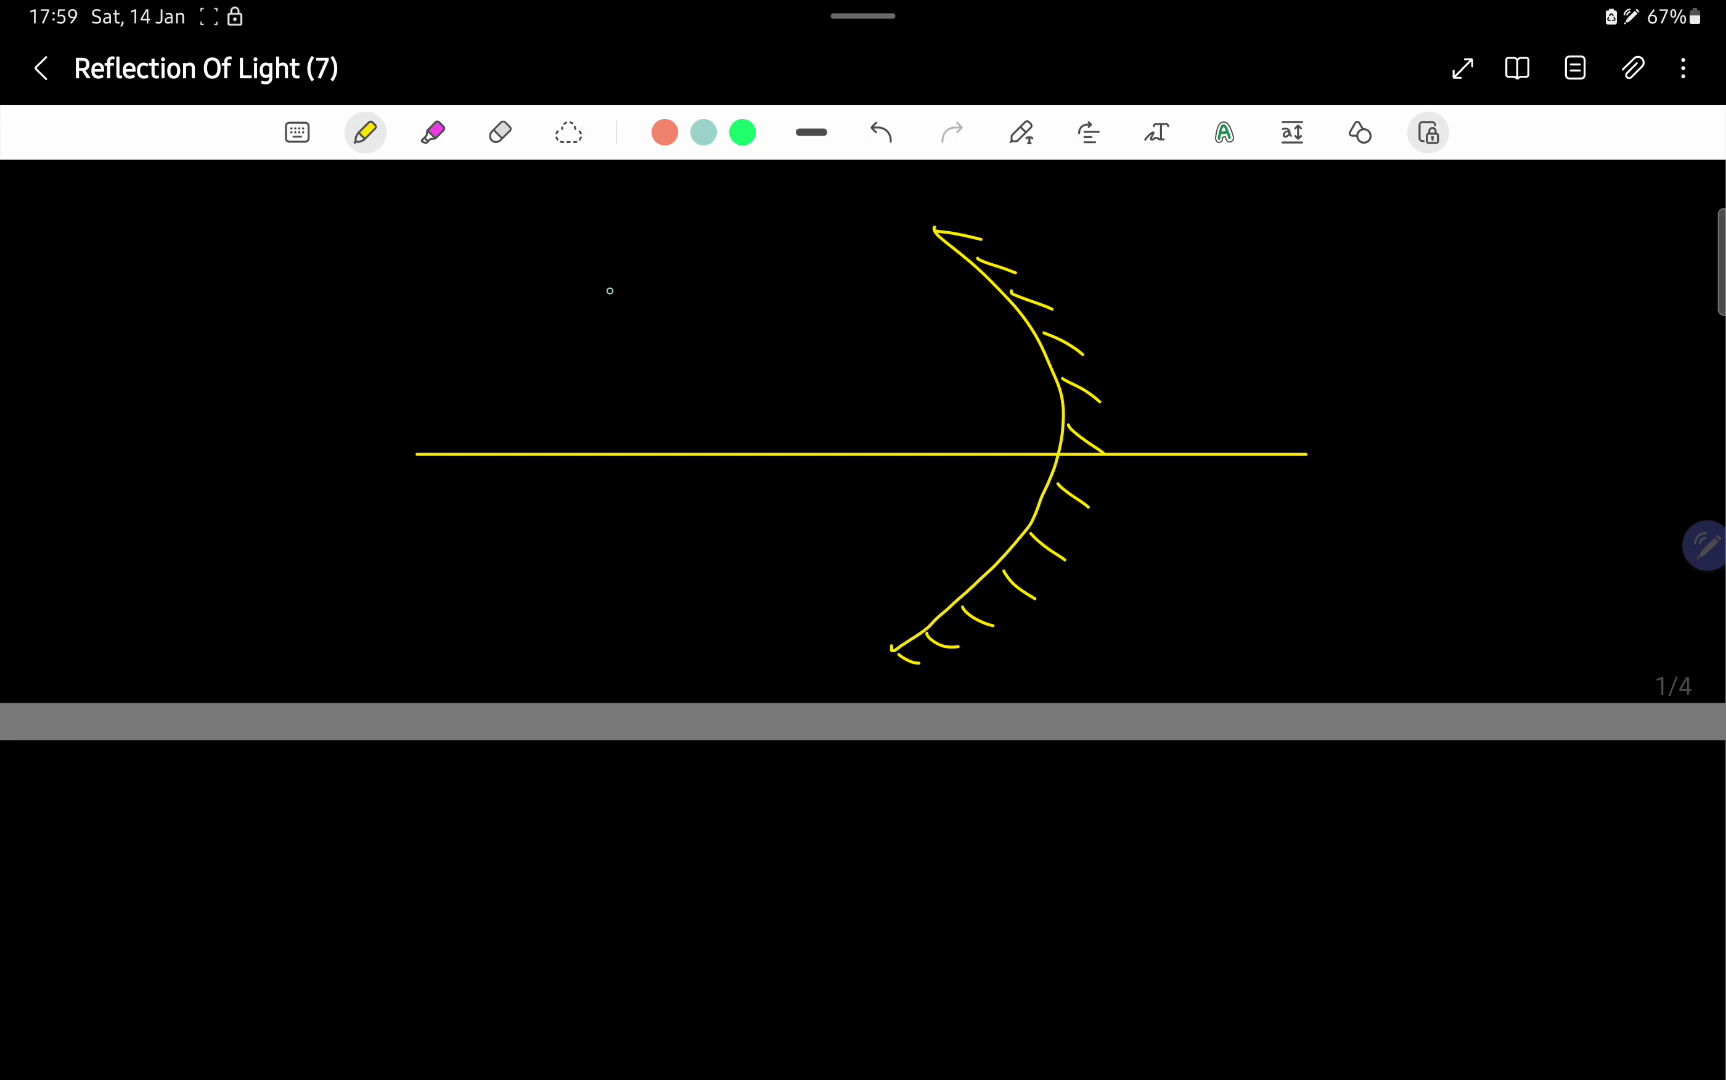 17:59 Sat, 14 Jan
67%
Reflection Of Light (7)
A
a
1/4